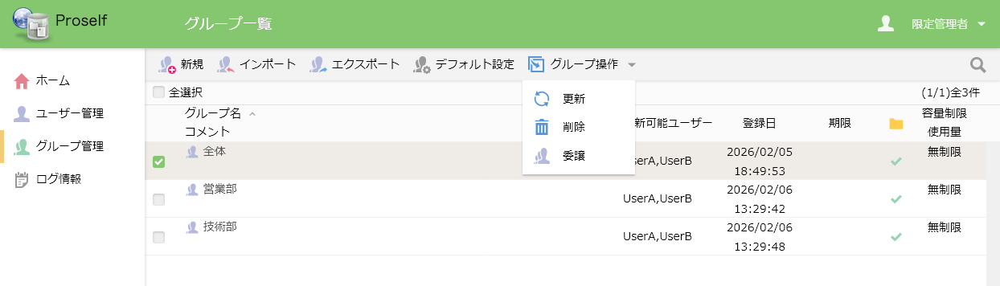 Proself
グループ一覧
限定管理者
ホーム
ユーザー管理
グループ管理
ログ情報
新規 インポート エクスポート デフォルト設定 グループ操作
全選択 (1/1)全3件
更新
削除
委譲
グループ名
コメント
新可能ユーザー 登録日 期限 容量制限
使用量
全体 serA,UserB 2026/02/05 18:49:53 無制限
営業部 UserA,UserB 2026/02/06 13:29:42 無制限
技術部 UserA,UserB 2026/02/06 13:29:48 無制限